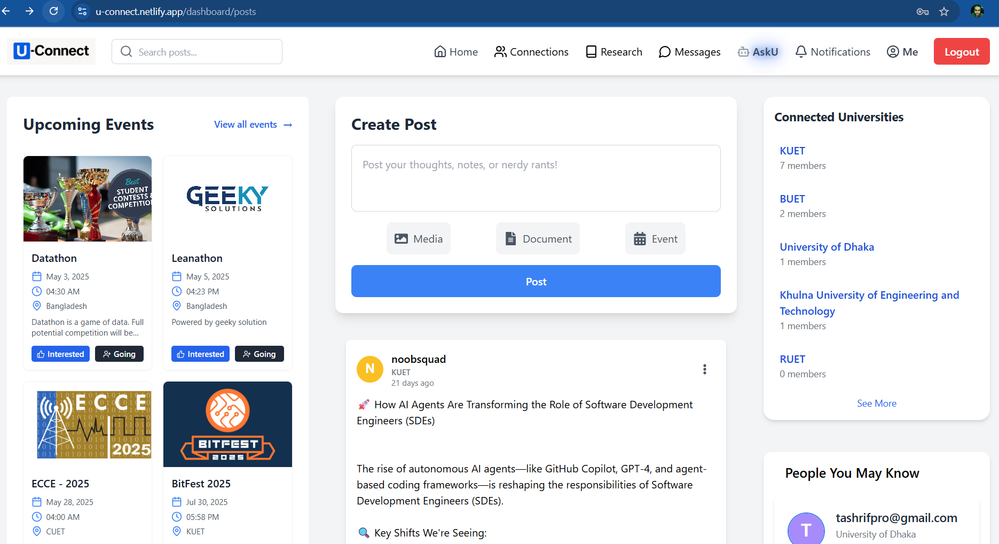 u-connect.netlify.app/dashboard/posts
U-Connect
Search posts...
Home
Connections
Research
Messages
AskU
Notifications
Me
Logout
Upcoming Events
View all events →
Best
STUDENT
CONTESTS &
COMPETITIO
Datathon
May 3, 2025
04:30 AM
Bangladesh
Datathon is a game of data. Full
potential competition will be...
Interested
Going
GEEKY
SOLUTIONS
Leanathon
May 5, 2025
04:23 PM
Bangladesh
Powered by geeky solution
Interested
Going
ECCE
2025
ECCE - 2025
May 28, 2025
04:00 AM
CUET
BITFEST
2025
BitFest 2025
Jul 30, 2025
05:58 PM
KUET
Create Post
Post your thoughts, notes, or nerdy rants!
Media
Document
Event
Post
N
noobsquad
KUET
21 days ago
🚀 How AI Agents Are Transforming the Role of Software Development
Engineers (SDEs)
The rise of autonomous AI agents—like GitHub Copilot, GPT-4, and agent-
based coding frameworks—is reshaping the responsibilities of Software
Development Engineers (SDEs).
🔍 Key Shifts We're Seeing:
Connected Universities
KUET
7 members
BUET
2 members
University of Dhaka
1 members
Khulna University of Engineering and
Technology
1 members
RUET
0 members
See More
People You May Know
T
tashrifpro@gmail.com
University of Dhaka